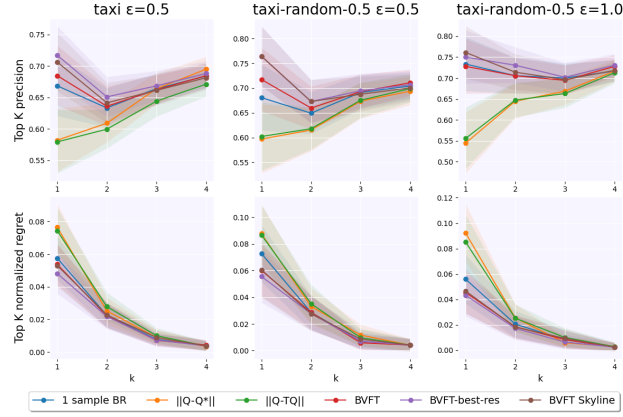 taxi ε=0.5
taxi-random-0.5 ε=0.5
taxi-random-0.5 ε=1.0
Top K precision
0.75
0.70
0.65
0.60
0.55
1 2 3 4
0.80
0.75
0.70
0.65
0.60
0.55
1 2 3 4
0.80
0.75
0.70
0.65
0.60
0.55
0.50
1 2 3 4
Top K normalized regret
0.08
0.06
0.04
0.02
0.00
1 2 3 4
k
0.10
0.08
0.06
0.04
0.02
0.00
1 2 3 4
k
0.12
0.10
0.08
0.06
0.04
0.02
0.00
1 2 3 4
k
1 sample BR ||Q-Q*|| ||Q-TQ|| BVFT BVFT-best-res BVFT Skyline